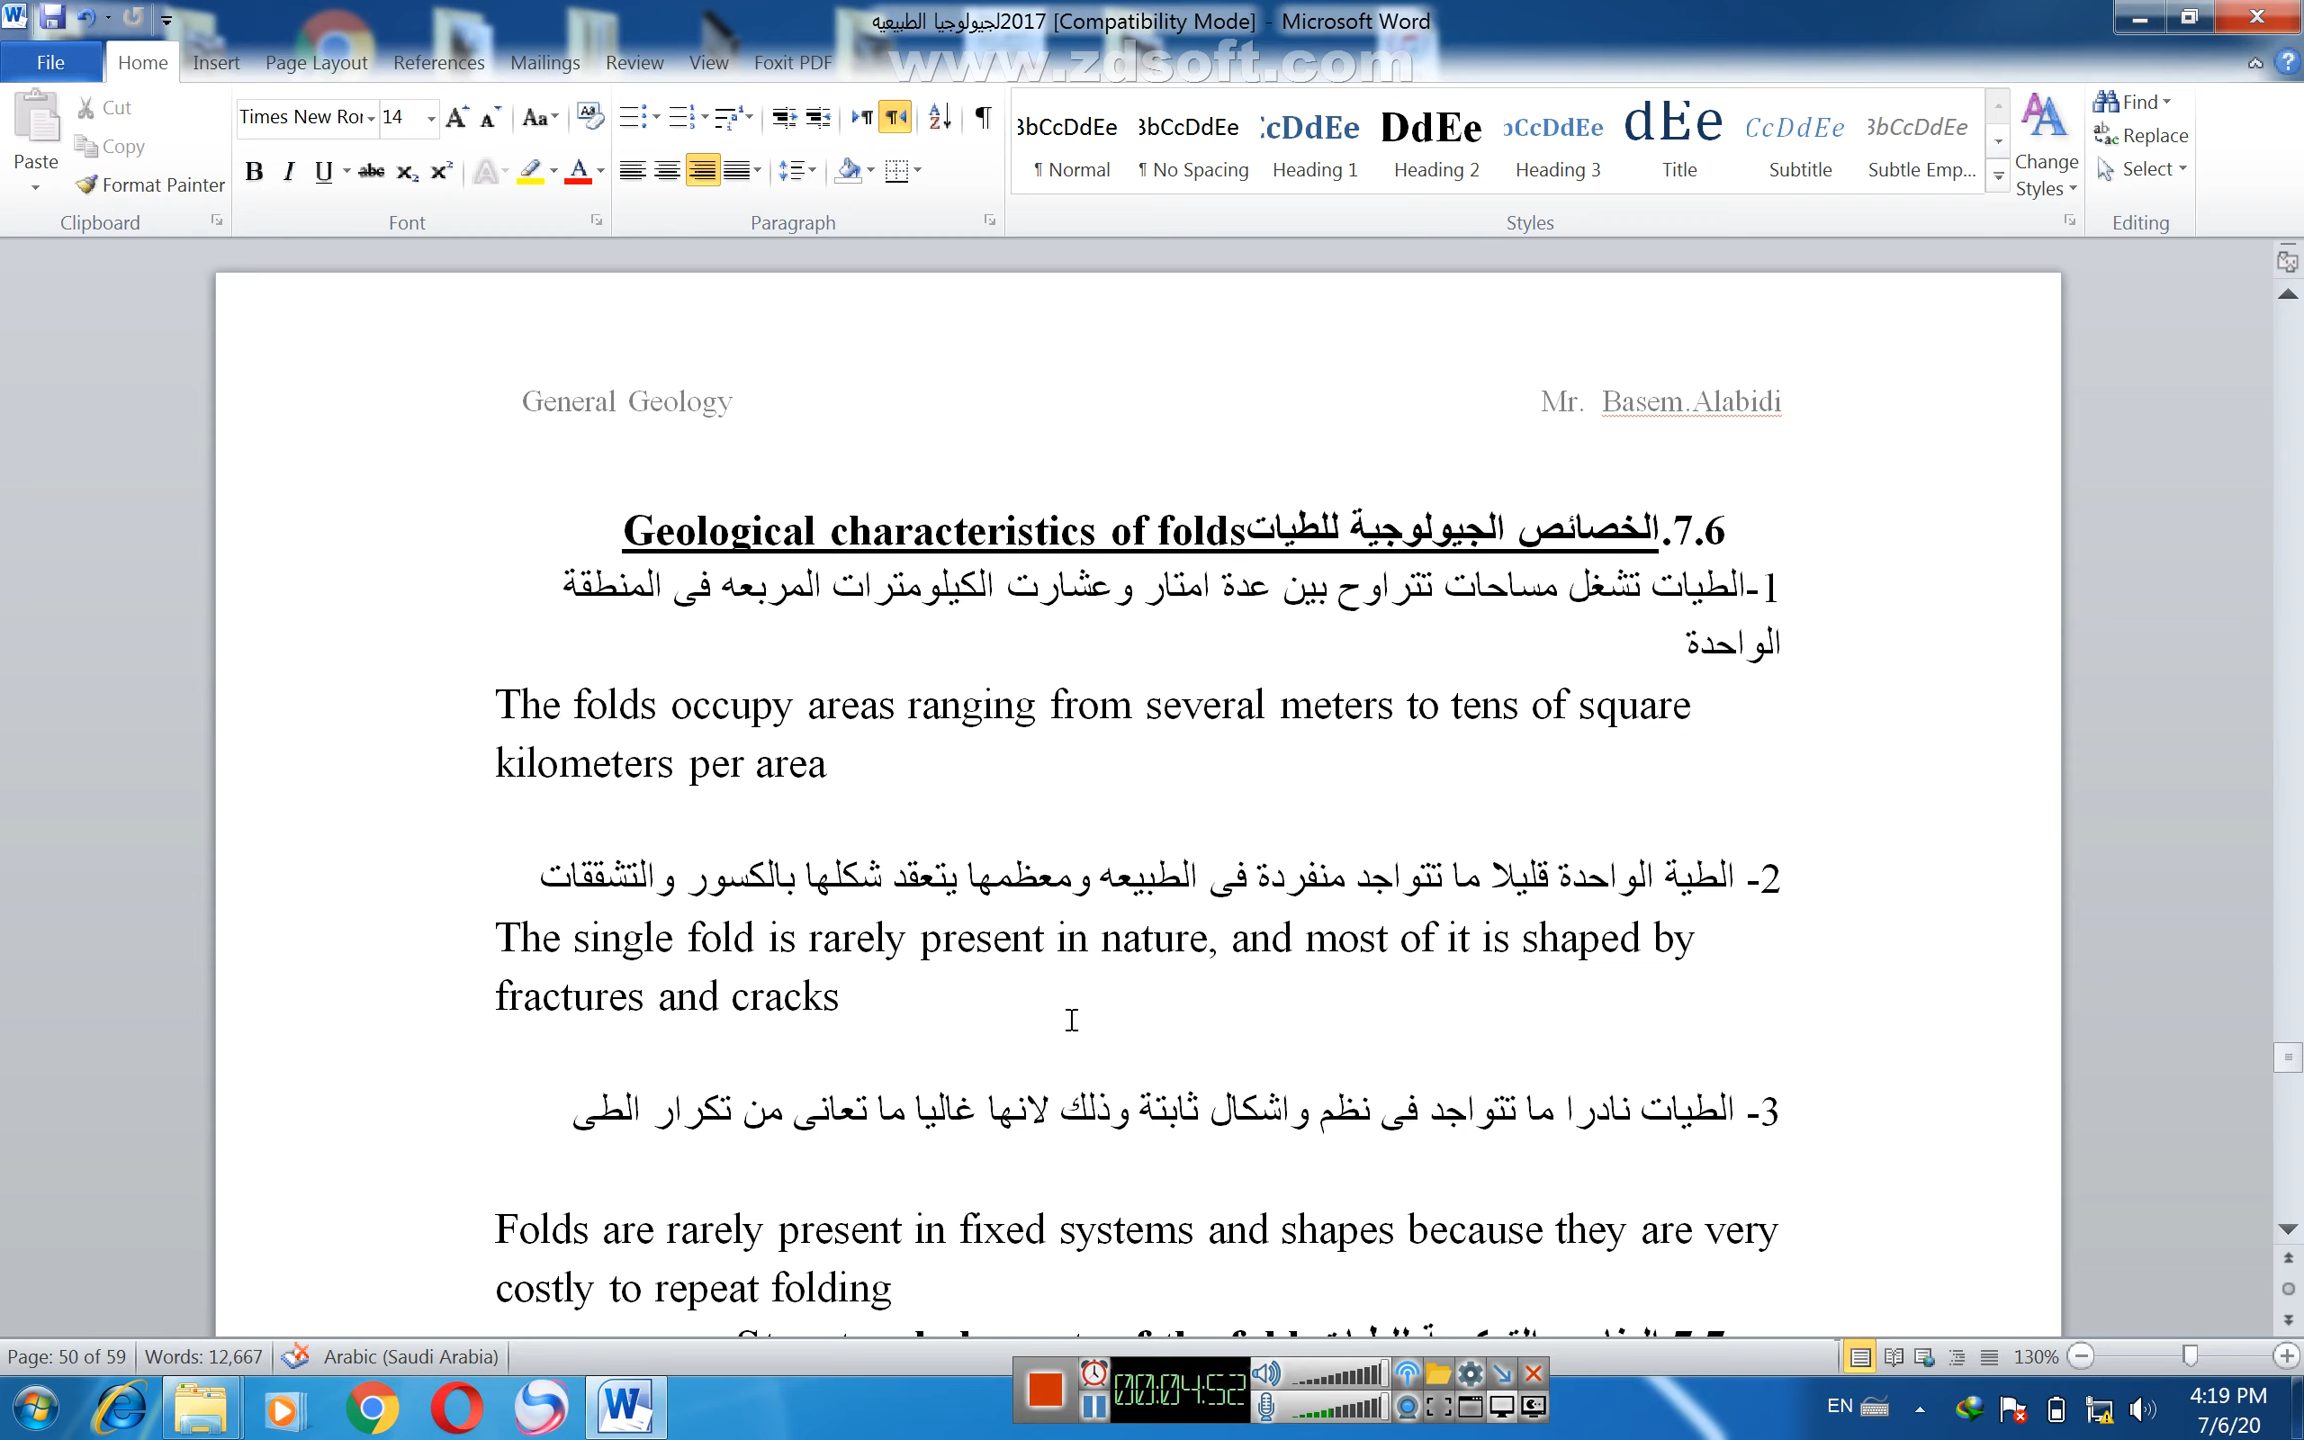 لجيولوجيا الطبيعيه2017 [Compatibility Mode] - Microsoft Word
www.zdsoft.com
File Home Insert Page Layout References Mailings Review View Foxit PDF
Paste
Cut
Copy
Format Painter
Clipboard
Times New Ror 14
Font
Paragraph
¶ Normal ¶ No Spacing Heading 1 Heading 2 Heading 3 Title Subtitle Subtle Emp...
Styles
Change Styles
Find
Replace
Select
Editing
General Geology Mr. Basem.Alabidi
7.6.الخصائص الجيولوجية للطياتGeological characteristics of folds
1-الطيات تشغل مساحات تتراوح بين عدة امتار وعشارت الكيلومترات المربعه فى المنطقة
الواحدة
The folds occupy areas ranging from several meters to tens of square
kilometers per area
2- الطية الواحدة قليلا ما تتواجد منفردة فى الطبيعه ومعظمها يتعقد شكلها بالكسور والتشققات
The single fold is rarely present in nature, and most of it is shaped by
fractures and cracks
3- الطيات نادرا ما تتواجد فى نظم واشكال ثابتة وذلك لانها غاليا ما تعانى من تكرار الطى
Folds are rarely present in fixed systems and shapes because they are very
costly to repeat folding
Page: 50 of 59 Words: 12,667 Arabic (Saudi Arabia) 130%
00:04:52
EN
4:19 PM
7/6/20